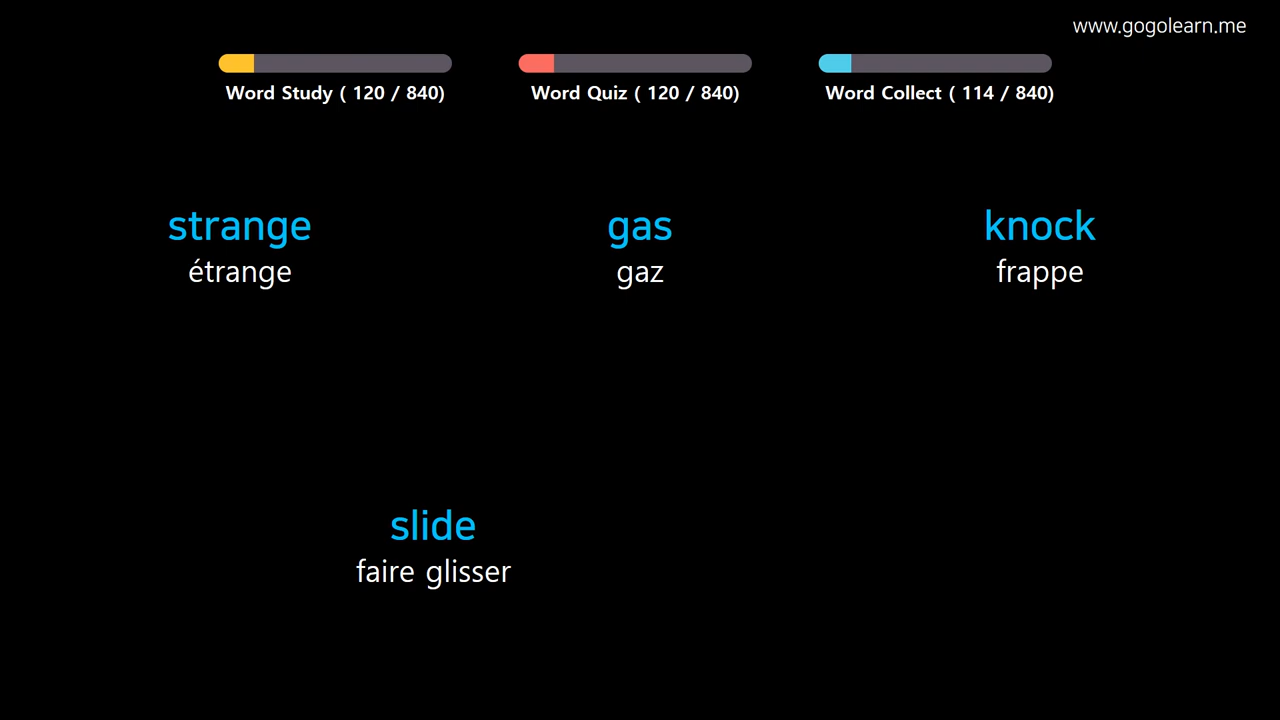 www.gogolearn.me
Word Study ( 120 / 840)
Word Quiz ( 120 / 840)
Word Collect ( 114 / 840)
strange
étrange
gas
gaz
knock
frappe
slide
faire glisser